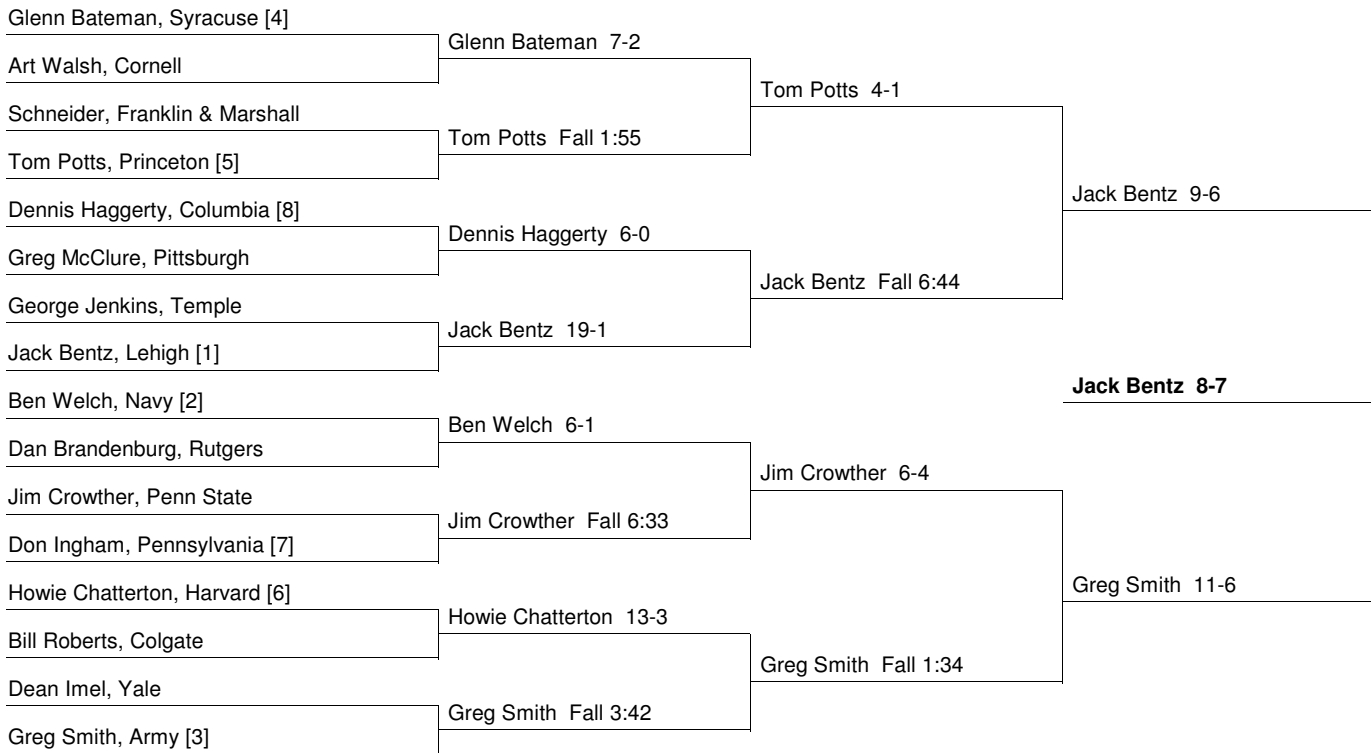 Glenn Bateman, Syracuse [4]
Art Walsh, Cornell
Schneider, Franklin & Marshall
Tom Potts, Princeton [5]
Dennis Haggerty, Columbia [8]
Greg McClure, Pittsburgh
George Jenkins, Temple
Jack Bentz, Lehigh [1]
Ben Welch, Navy [2]
Dan Brandenburg, Rutgers
Jim Crowther, Penn State
Don Ingham, Pennsylvania [7]
Howie Chatterton, Harvard [6]
Bill Roberts, Colgate
Dean Imel, Yale
Greg Smith, Army [3]
Glenn Bateman 7-2
Tom Potts Fall 1:55
Dennis Haggerty 6-0
Jack Bentz 19-1
Ben Welch 6-1
Jim Crowther Fall 6:33
Howie Chatterton 13-3
Greg Smith Fall 3:42
Tom Potts 4-1
Jack Bentz Fall 6:44
Jim Crowther 6-4
Greg Smith Fall 1:34
Jack Bentz 9-6
Greg Smith 11-6
Jack Bentz 8-7